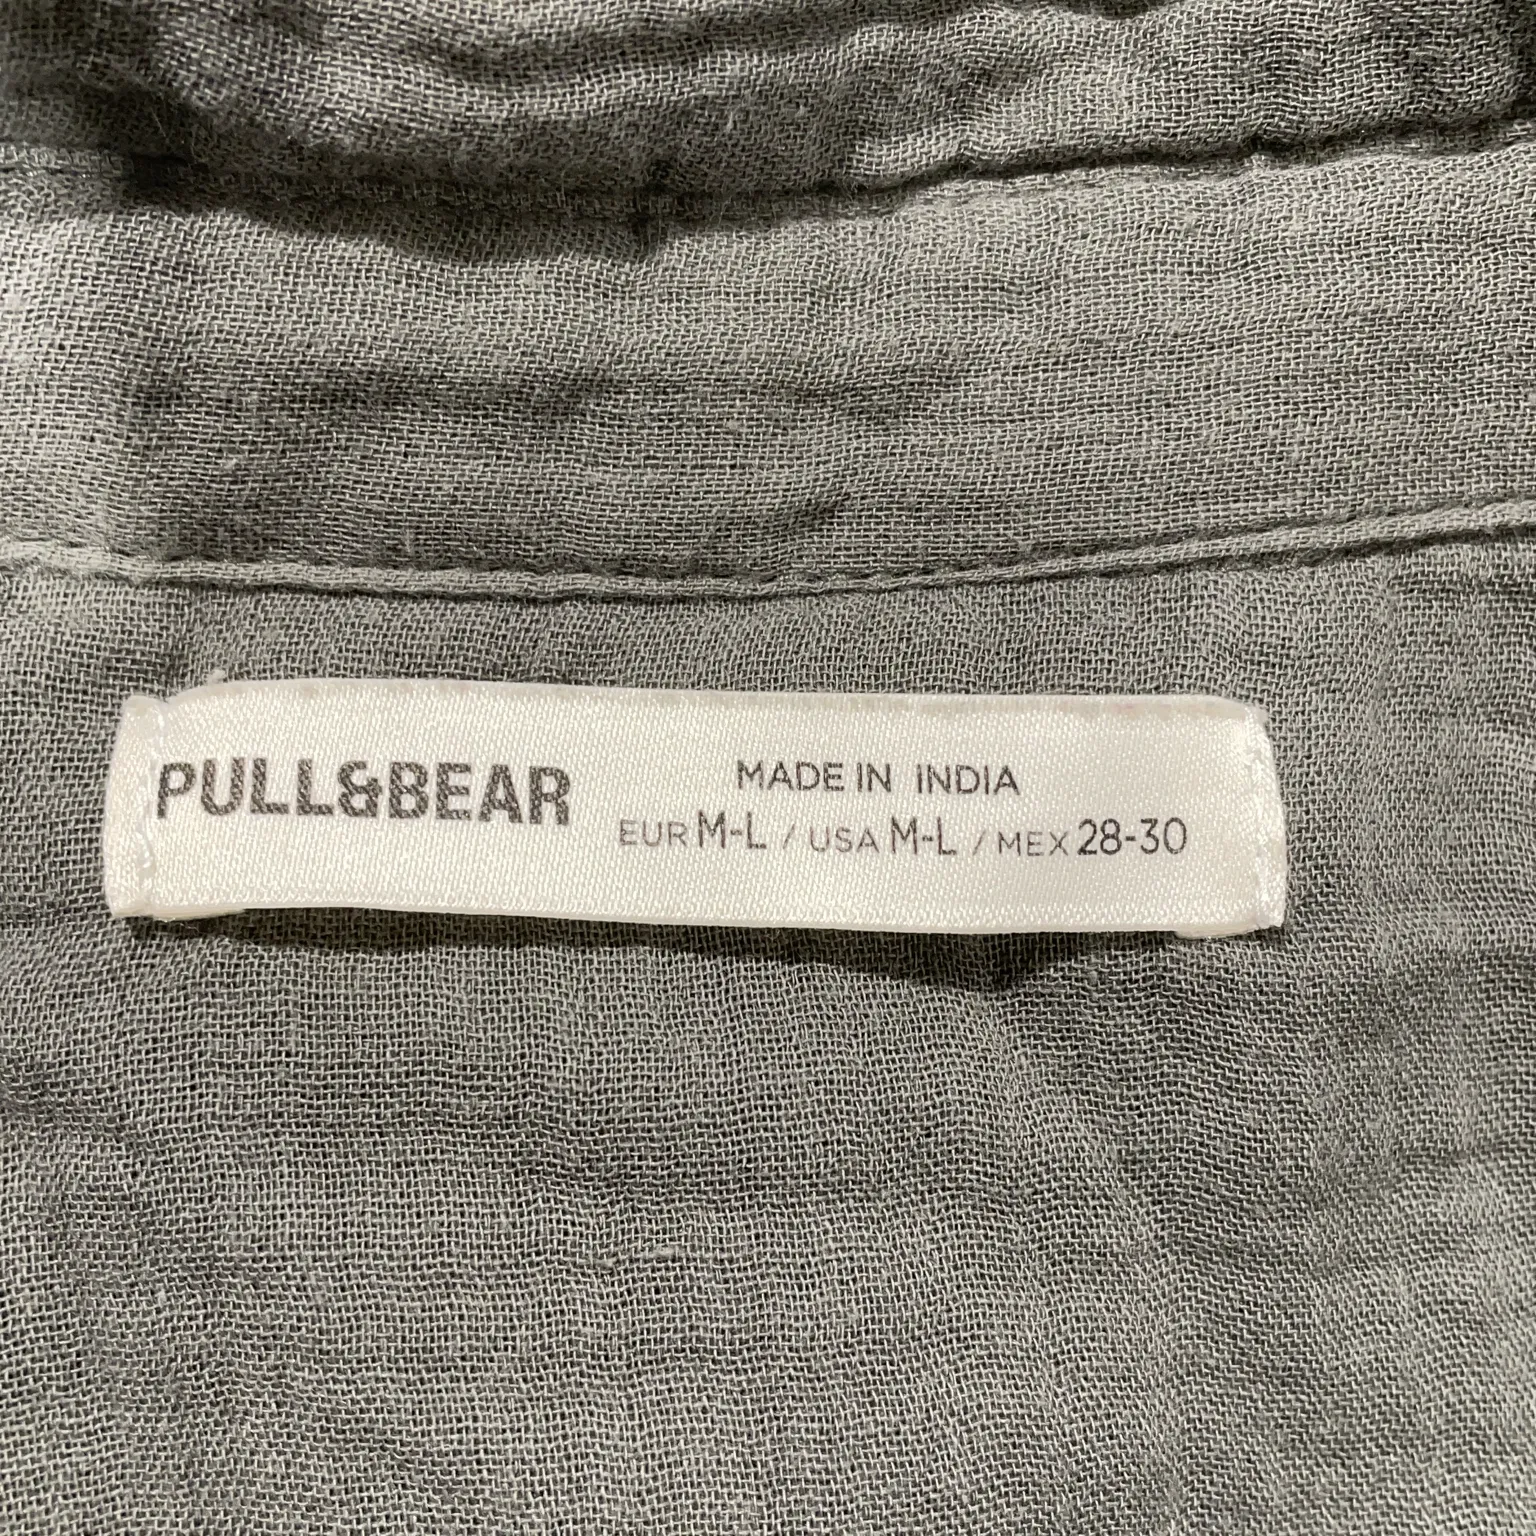 PULL&BEAR
MADE IN INDIA
EUR M-L / USA M-L / MEX 28-30